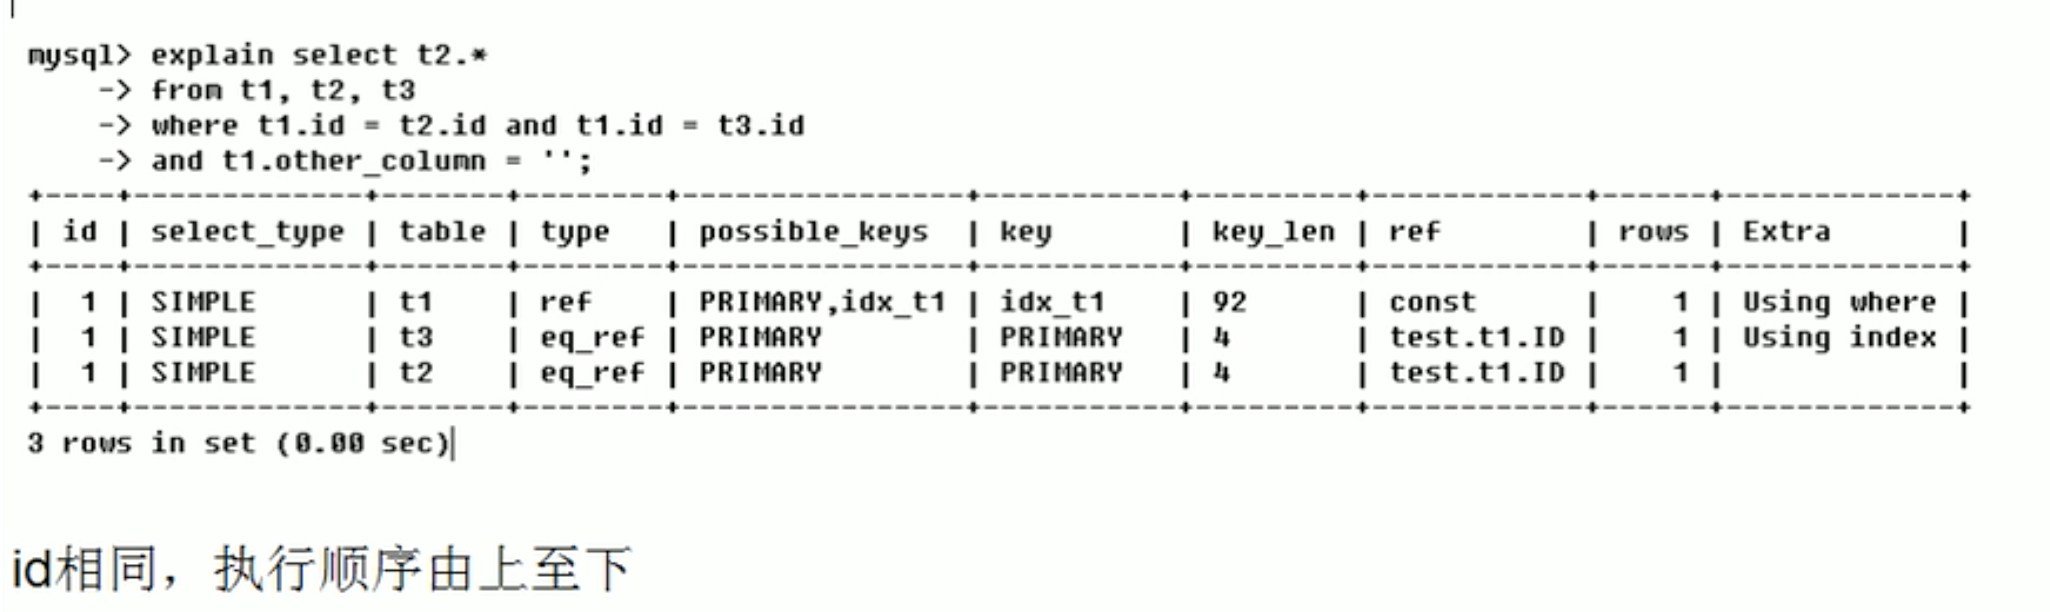 mysql> explain select t2.*
    -> from t1, t2, t3
    -> where t1.id = t2.id and t1.id = t3.id
    -> and t1.other_column = '';
+----+-------------+-------+--------+----------------+---------+---------+------------+------+-------------+
| id | select_type | table | type   | possible_keys  | key     | key_len | ref        | rows | Extra       |
+----+-------------+-------+--------+----------------+---------+---------+------------+------+-------------+
|  1 | SIMPLE      | t1    | ref    | PRIMARY,idx_t1 | idx_t1  | 92      | const      |    1 | Using where |
|  1 | SIMPLE      | t3    | eq_ref | PRIMARY        | PRIMARY | 4       | test.t1.ID |    1 | Using index |
|  1 | SIMPLE      | t2    | eq_ref | PRIMARY        | PRIMARY | 4       | test.t1.ID |    1 |             |
+----+-------------+-------+--------+----------------+---------+---------+------------+------+-------------+
3 rows in set (0.00 sec)
id相同，执行顺序由上至下